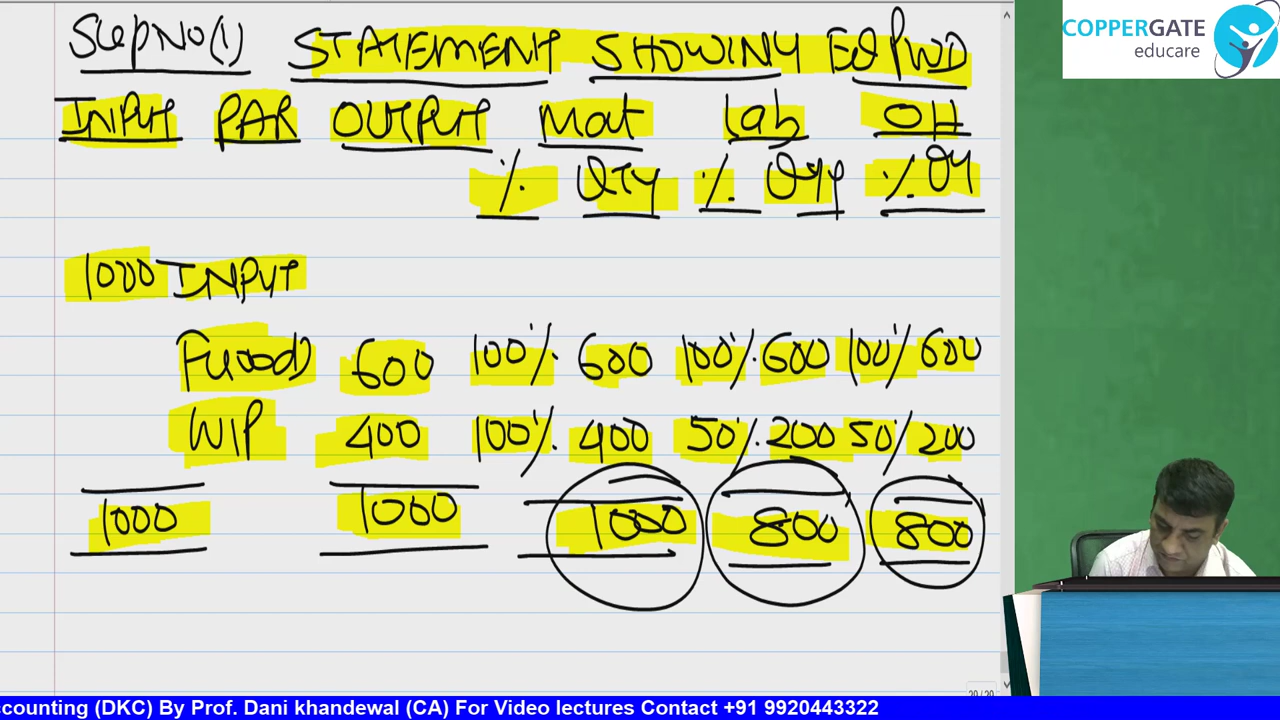 Step No (1) STATEMENT SHOWING EQ PWD
INPUT PAR OUTPUT Mat Lab OH
% QTY % QTY % QY
1000 INPUT
F.Good 600 100% 600 100% 600 100% 600
WIP 400 100% 400 50% 200 50% 200
1000 1000 1000 800 800
COPPERGATE
educare
ccounting (DKC) By Prof. Dani khandewal (CA) For Video lectures Contact +91 9920443322